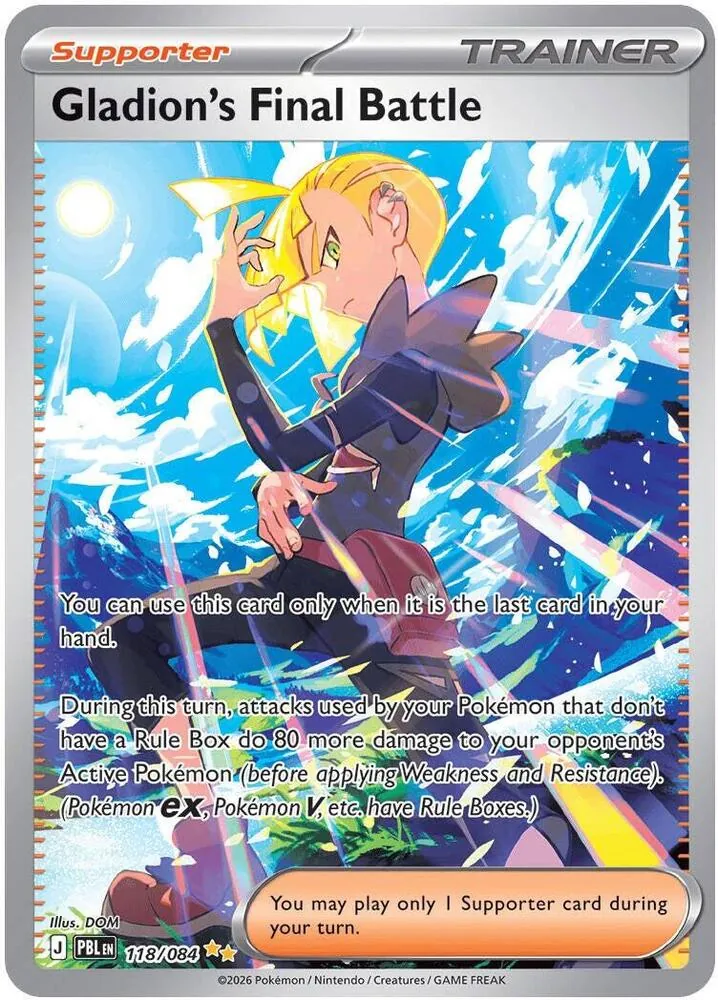 Supporter
TRAINER
Gladion's Final Battle
You can use this card only when it is the last card in your
hand.
During this turn, attacks used by your Pokémon that don't
have a Rule Box do 80 more damage to your opponent's
Active Pokémon (before applying Weakness and Resistance).
(Pokémon ex, Pokémon V, etc. have Rule Boxes.)
You may play only 1 Supporter card during
your turn.
Illus. DOM
J PBL EN 118/084
©2026 Pokémon / Nintendo / Creatures / GAME FREAK